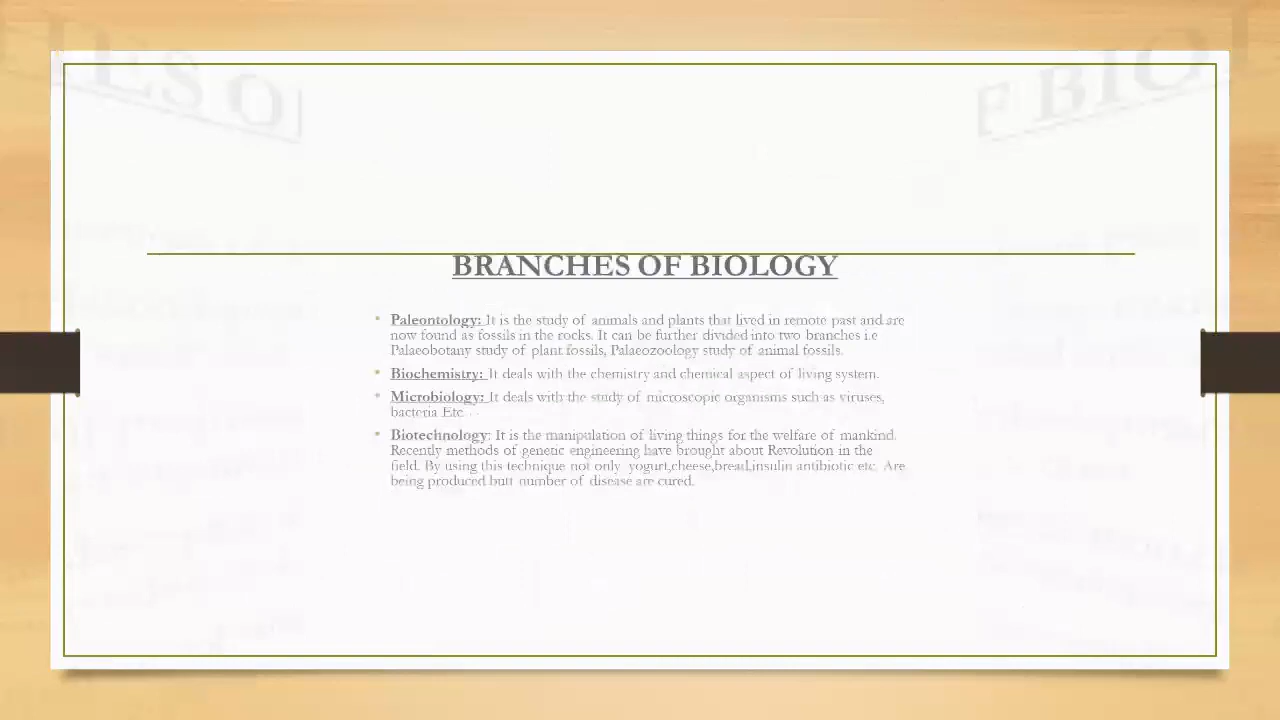 IES O
F BIO
BRANCHES OF BIOLOGY
• Paleontology: It is the study of animals and plants that lived in remote past and are
now found as fossils in the rocks. It can be further divided into two branches i.e
Palaeobotany study of plant fossils, Palaeozoology study of animal fossils.
• Biochemistry: It deals with the chemistry and chemical aspect of living system.
• Microbiology: It deals with the study of microscopic organisms such as viruses,
bacteria Etc . .
• Biotechnology: It is the manipulation of living things for the welfare of mankind.
Recently methods of genetic engineering have brought about Revolution in the
field. By using this technique not only yogurt,cheese,bread,insulin antibiotic etc. Are
being produced butt number of disease are cured.